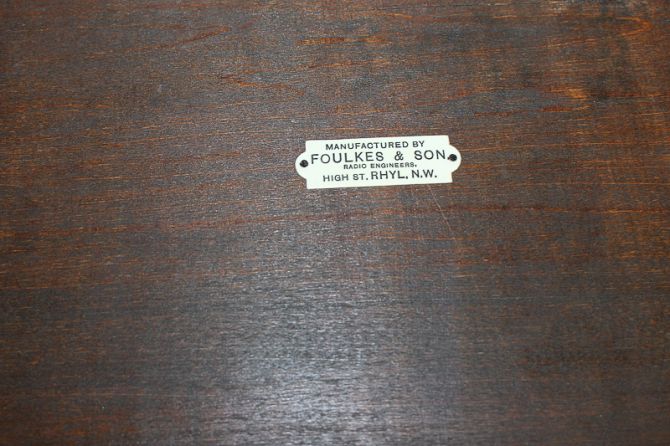 MANUFACTURED BY
FOULKES & SON
RADIO ENGINEERS.
HIGH ST. RHYL, N.W.